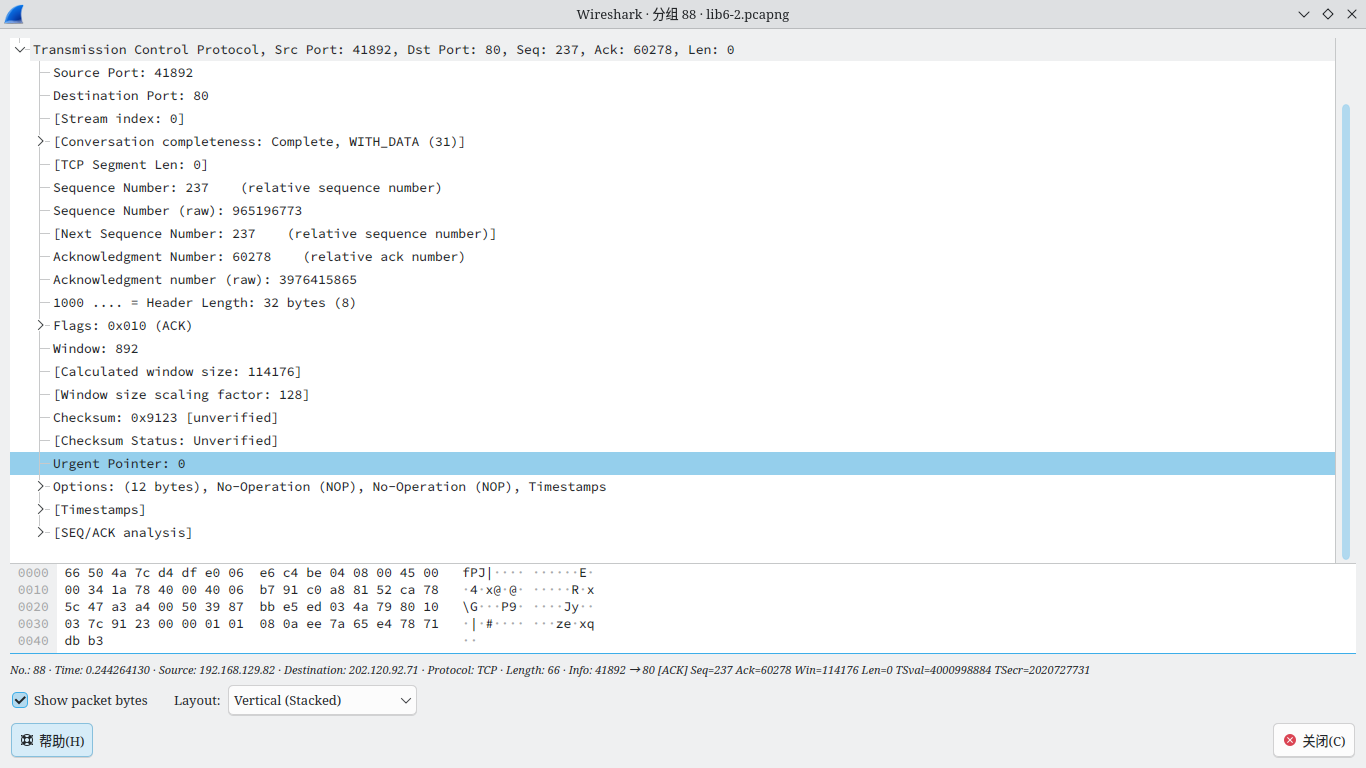 Wireshark · 分组 88 · lib6-2.pcapng
Transmission Control Protocol, Src Port: 41892, Dst Port: 80, Seq: 237, Ack: 60278, Len: 0
Source Port: 41892
Destination Port: 80
[Stream index: 0]
[Conversation completeness: Complete, WITH_DATA (31)]
[TCP Segment Len: 0]
Sequence Number: 237    (relative sequence number)
Sequence Number (raw): 965196773
[Next Sequence Number: 237    (relative sequence number)]
Acknowledgment Number: 60278    (relative ack number)
Acknowledgment number (raw): 3976415865
1000 .... = Header Length: 32 bytes (8)
Flags: 0x010 (ACK)
Window: 892
[Calculated window size: 114176]
[Window size scaling factor: 128]
Checksum: 0x9123 [unverified]
[Checksum Status: Unverified]
Urgent Pointer: 0
Options: (12 bytes), No-Operation (NOP), No-Operation (NOP), Timestamps
[Timestamps]
[SEQ/ACK analysis]
0000 66 50 4a 7c d4 df e0 06  e6 c4 be 04 08 00 45 00  fPJ|···· ······E·
0010 00 34 1a 78 40 00 40 06  b7 91 c0 a8 81 52 ca 78  ·4·x@·@· ·····R·x
0020 5c 47 a3 a4 00 50 39 87  bb e5 ed 03 4a 79 80 10  \G···P9· ····Jy··
0030 03 7c 91 23 00 00 01 01  08 0a ee 7a 65 e4 78 71  ·|·#···· ···ze·xq
0040 db b3  ··
No.: 88 · Time: 0.244264130 · Source: 192.168.129.82 · Destination: 202.120.92.71 · Protocol: TCP · Length: 66 · Info: 41892 → 80 [ACK] Seq=237 Ack=60278 Win=114176 Len=0 TSval=4000998884 TSecr=2020727731
Show packet bytes Layout: Vertical (Stacked)
帮助(H) 关闭(C)